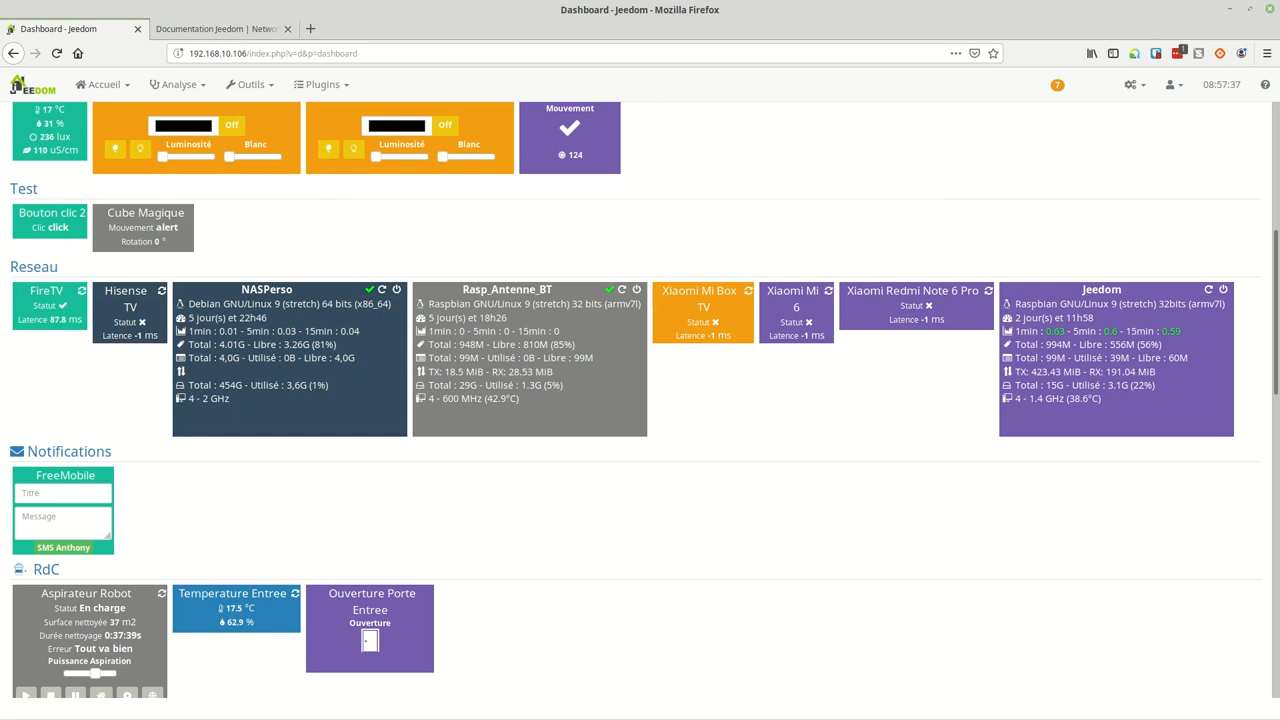 Dashboard - Jeedom - Mozilla Firefox
Dashboard - Jeedom
Documentation Jeedom | Netwo
192.168.10.106/index.php?v=d&p=dashboard
1
JEEDOM
Accueil
Analyse
Outils
Plugins
7
08:57:37
17 °C
31 %
236 lux
110 uS/cm
Off
Luminosité
Blanc
Off
Luminosité
Blanc
Mouvement
124
Test
Bouton clic 2
Clic click
Cube Magique
Mouvement alert
Rotation 0 °
Reseau
FireTV
Statut
Latence 87.8 ms
Hisense
TV
Statut
Latence -1 ms
NASPerso
Debian GNU/Linux 9 (stretch) 64 bits (x86_64)
5 jour(s) et 22h46
1min : 0.01 - 5min : 0.03 - 15min : 0.04
Total : 4.01G - Libre : 3.26G (81%)
Total : 4,0G - Utilisé : 0B - Libre : 4,0G
Total : 454G - Utilisé : 3,6G (1%)
4 - 2 GHz
Rasp_Antenne_BT
Raspbian GNU/Linux 9 (stretch) 32 bits (armv7l)
5 jour(s) et 18h26
1min : 0 - 5min : 0 - 15min : 0
Total : 948M - Libre : 810M (85%)
Total : 99M - Utilisé : 0B - Libre : 99M
TX: 18.5 MiB - RX: 28.53 MiB
Total : 29G - Utilisé : 1.3G (5%)
4 - 600 MHz (42.9°C)
Xiaomi Mi Box
TV
Statut
Latence -1 ms
Xiaomi Mi
6
Statut
Latence -1 ms
Xiaomi Redmi Note 6 Pro
Statut
Latence -1 ms
Jeedom
Raspbian GNU/Linux 9 (stretch) 32bits (armv7l)
2 jour(s) et 11h58
1min : 0.63 - 5min : 0.6 - 15min : 0.59
Total : 994M - Libre : 556M (56%)
Total : 99M - Utilisé : 39M - Libre : 60M
TX: 423.43 MiB - RX: 191.04 MiB
Total : 15G - Utilisé : 3.1G (22%)
4 - 1.4 GHz (38.6°C)
Notifications
FreeMobile
Titre
Message
SMS Anthony
RdC
Aspirateur Robot
Statut En charge
Surface nettoyée 37 m2
Durée nettoyage 0:37:39s
Erreur Tout va bien
Puissance Aspiration
Temperature Entree
17.5 °C
62.9 %
Ouverture Porte
Entree
Ouverture